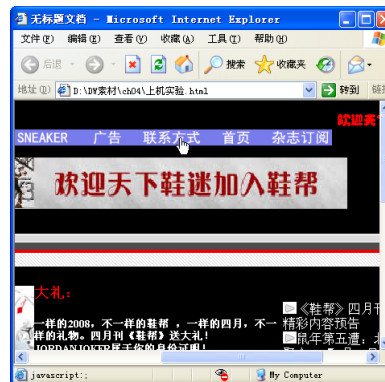 无标题文档 - Microsoft Internet Explorer
文件(F) 编辑(E) 查看(V) 收藏(A) 工具(T) 帮助(H)
后退 搜索 收藏夹
地址(D) D:\DW素材\ch04\上机实验.html 转到 链接
欢迎来
SNEAKER 广告 联系方式 首页 杂志订阅
欢迎天下鞋迷加入鞋帮
大礼：
《鞋帮》四月刊
一样的2008，不一样的鞋帮 ，一样的四月，不一 精彩内容预告
样的礼物。四月刊《鞋帮》送大礼！ 鼠年第五遭：
JORDAN JOKER属于你的身份证明！
javascript:; My Computer